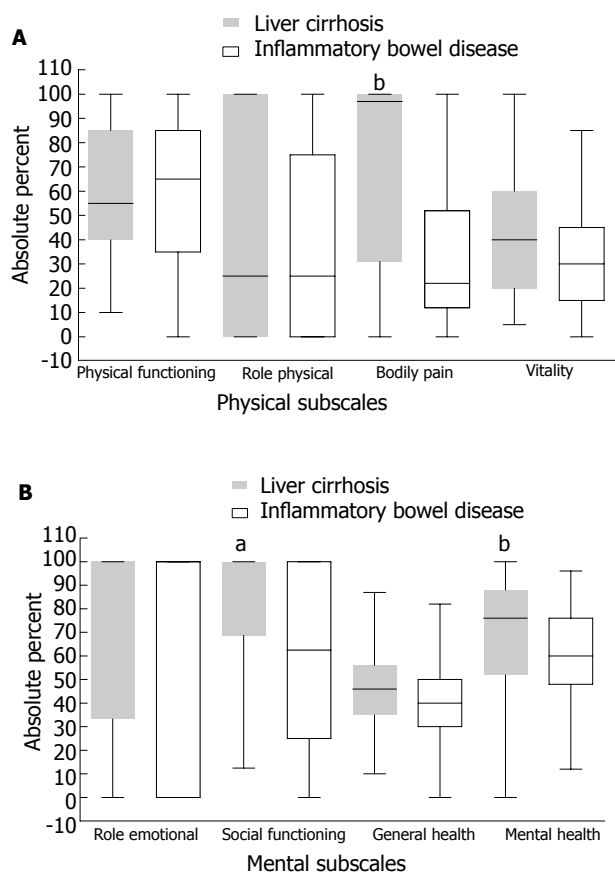 A
Liver cirrhosis
Inflammatory bowel disease
b
110
100
90
80
70
60
50
40
30
20
10
0
-10
Absolute percent
Physical functioning Role physical Bodily pain Vitality
Physical subscales
B
Liver cirrhosis
Inflammatory bowel disease
a b
110
100
90
80
70
60
50
40
30
20
10
0
-10
Absolute percent
Role emotional Social functioning General health Mental health
Mental subscales